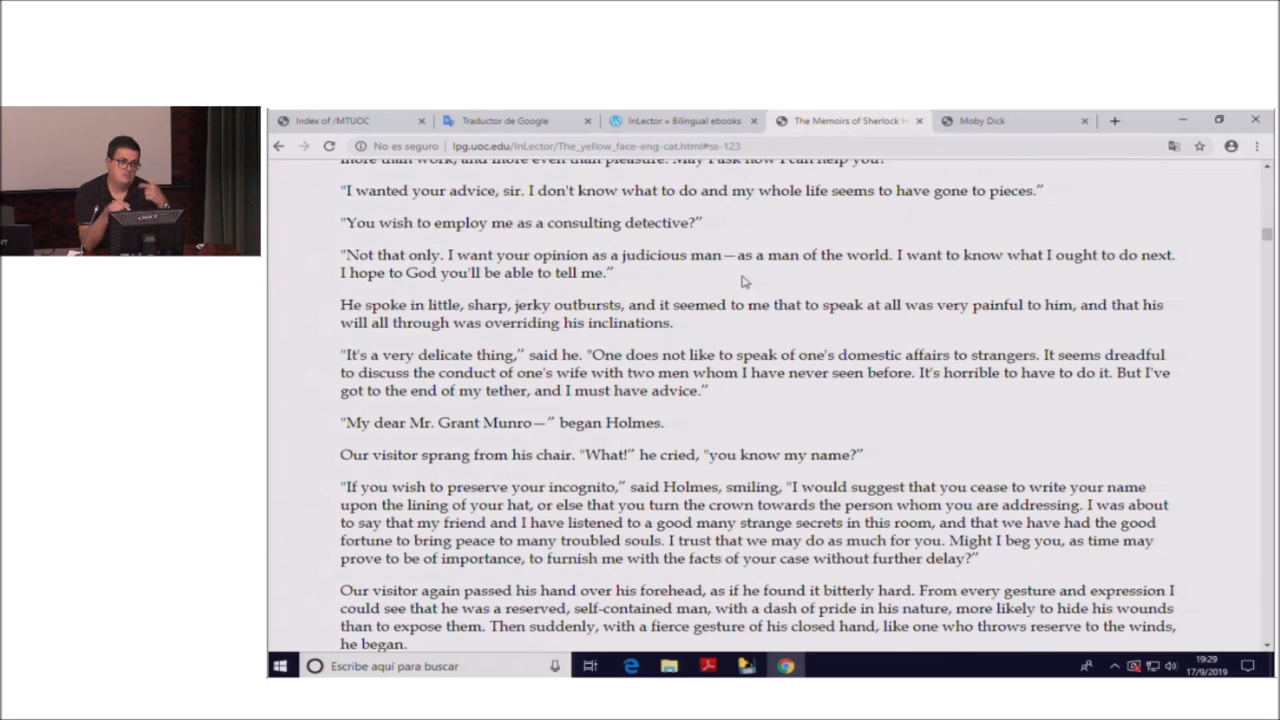 Index of /MTUOC
Traductor de Google
InLector « Bilingual ebooks
The Memoirs of Sherlock H
Moby Dick
No es seguro
lpg.uoc.edu/InLector/The_yellow_face-eng-cat.html#ss-123
more than work, and more even than pleasure. May I ask how I can help you?
"I wanted your advice, sir. I don't know what to do and my whole life seems to have gone to pieces.”
"You wish to employ me as a consulting detective?”
"Not that only. I want your opinion as a judicious man—as a man of the world. I want to know what I ought to do next.
I hope to God you'll be able to tell me.”
He spoke in little, sharp, jerky outbursts, and it seemed to me that to speak at all was very painful to him, and that his
will all through was overriding his inclinations.
"It's a very delicate thing,” said he. "One does not like to speak of one's domestic affairs to strangers. It seems dreadful
to discuss the conduct of one's wife with two men whom I have never seen before. It's horrible to have to do it. But I've
got to the end of my tether, and I must have advice.”
"My dear Mr. Grant Munro—” began Holmes.
Our visitor sprang from his chair. "What!” he cried, "you know my name?”
"If you wish to preserve your incognito,” said Holmes, smiling, "I would suggest that you cease to write your name
upon the lining of your hat, or else that you turn the crown towards the person whom you are addressing. I was about
to say that my friend and I have listened to a good many strange secrets in this room, and that we have had the good
fortune to bring peace to many troubled souls. I trust that we may do as much for you. Might I beg you, as time may
prove to be of importance, to furnish me with the facts of your case without further delay?”
Our visitor again passed his hand over his forehead, as if he found it bitterly hard. From every gesture and expression I
could see that he was a reserved, self-contained man, with a dash of pride in his nature, more likely to hide his wounds
than to expose them. Then suddenly, with a fierce gesture of his closed hand, like one who throws reserve to the winds,
he began.
Escribe aquí para buscar
19:29
17/9/2019